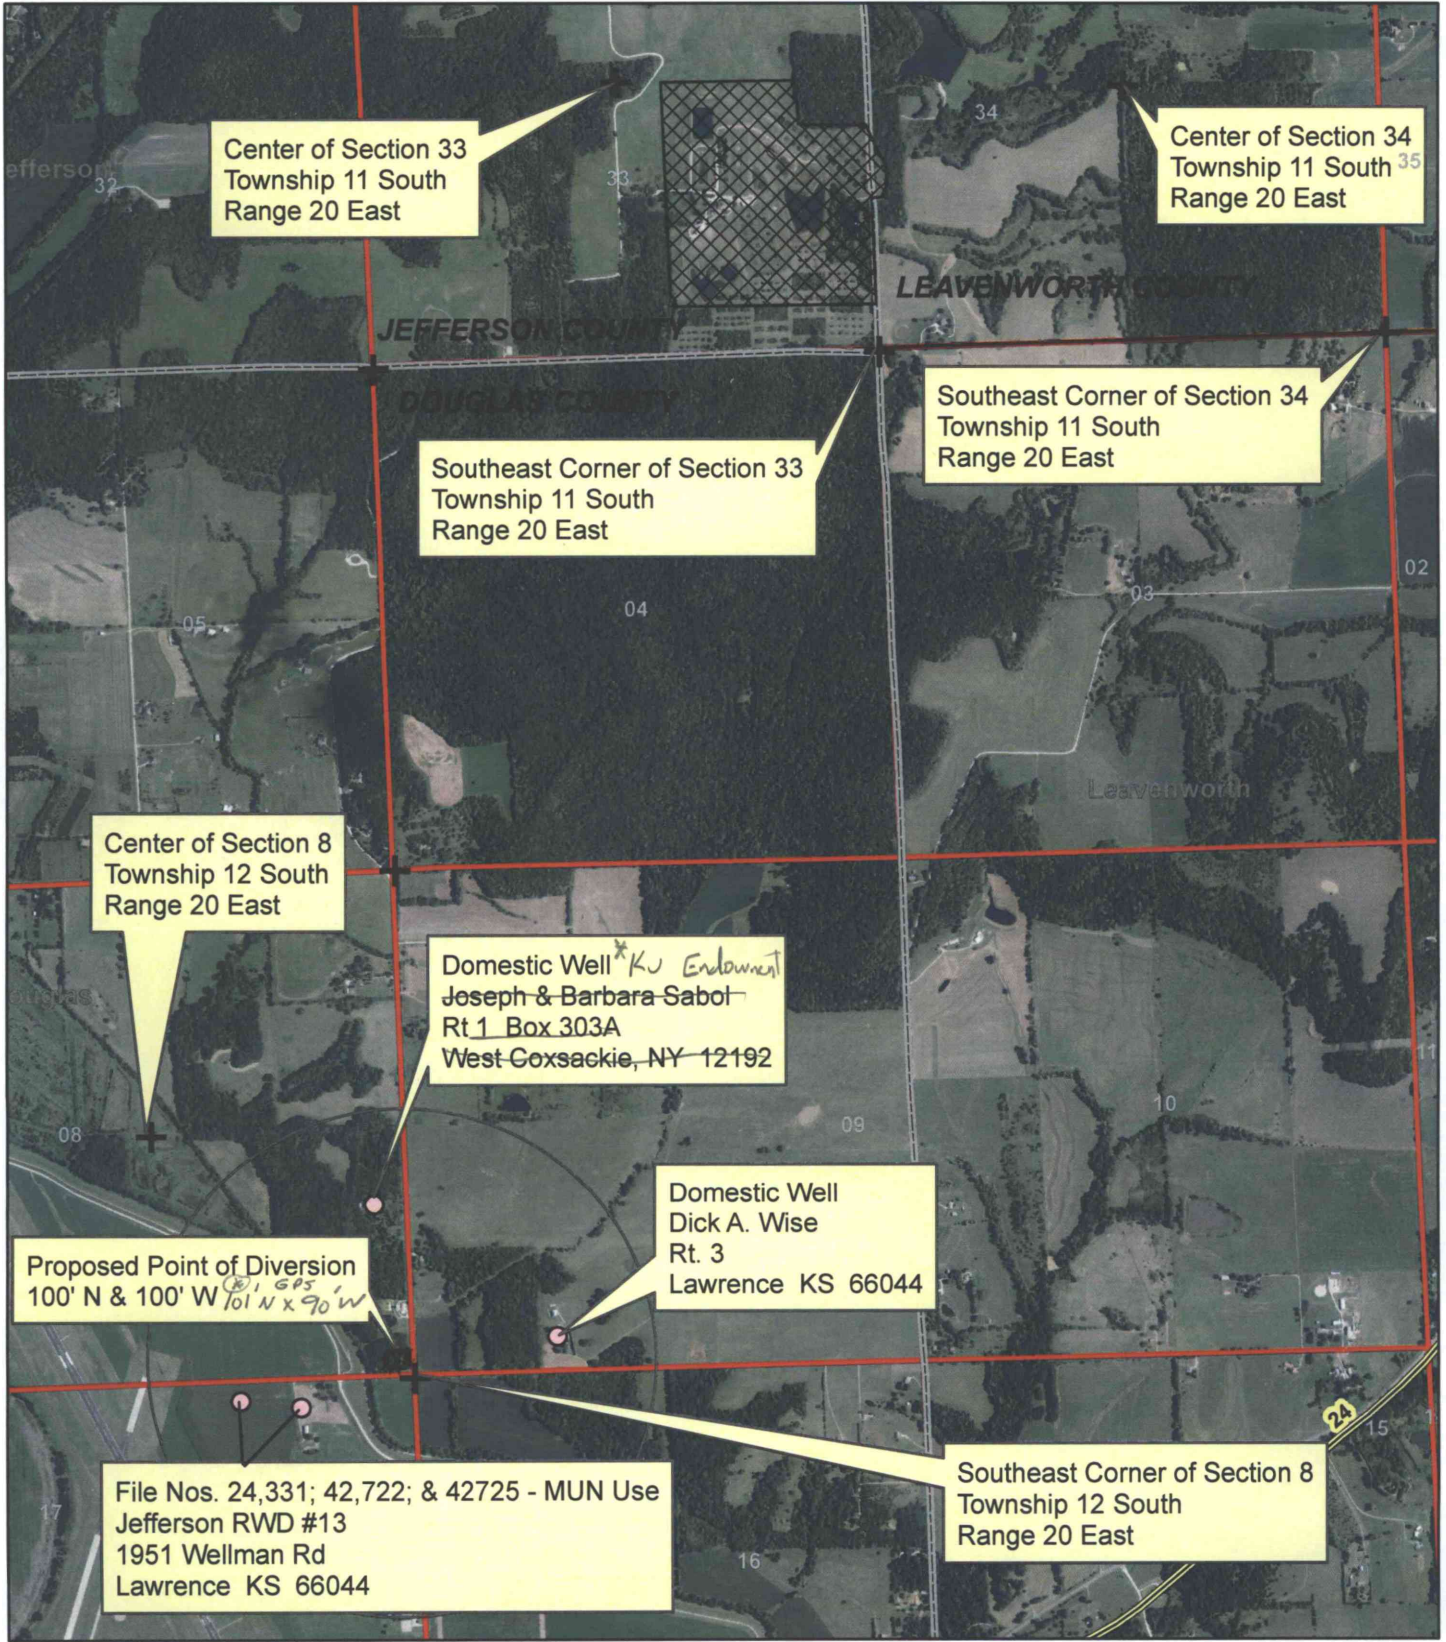 34
Center of Section 33
Township 11 South
Range 20 East
Center of Section 34
Township 11 South
Range 20 East
35
efferson
32
33
LEAVENWORTH COUNTY
JEFFERSON COUNTY
DOUGLAS COUNTY
Southeast Corner of Section 34
Township 11 South
Range 20 East
Southeast Corner of Section 33
Township 11 South
Range 20 East
02
03
04
05
Leavenworth
Center of Section 8
Township 12 South
Range 20 East
Domestic Well * KU Endowment
Joseph & Barbara Sabol
Rt 1 Box 303A
West Coxsackie, NY 12192
ouglas
11
10
09
08
Domestic Well
Dick A. Wise
Rt. 3
Lawrence KS 66044
Proposed Point of Diversion
100' N & 100' W * GPS
101' N x 90' W
24
15
Southeast Corner of Section 8
Township 12 South
Range 20 East
File Nos. 24,331; 42,722; & 42725 - MUN Use
Jefferson RWD #13
1951 Wellman Rd
Lawrence KS 66044
17
16